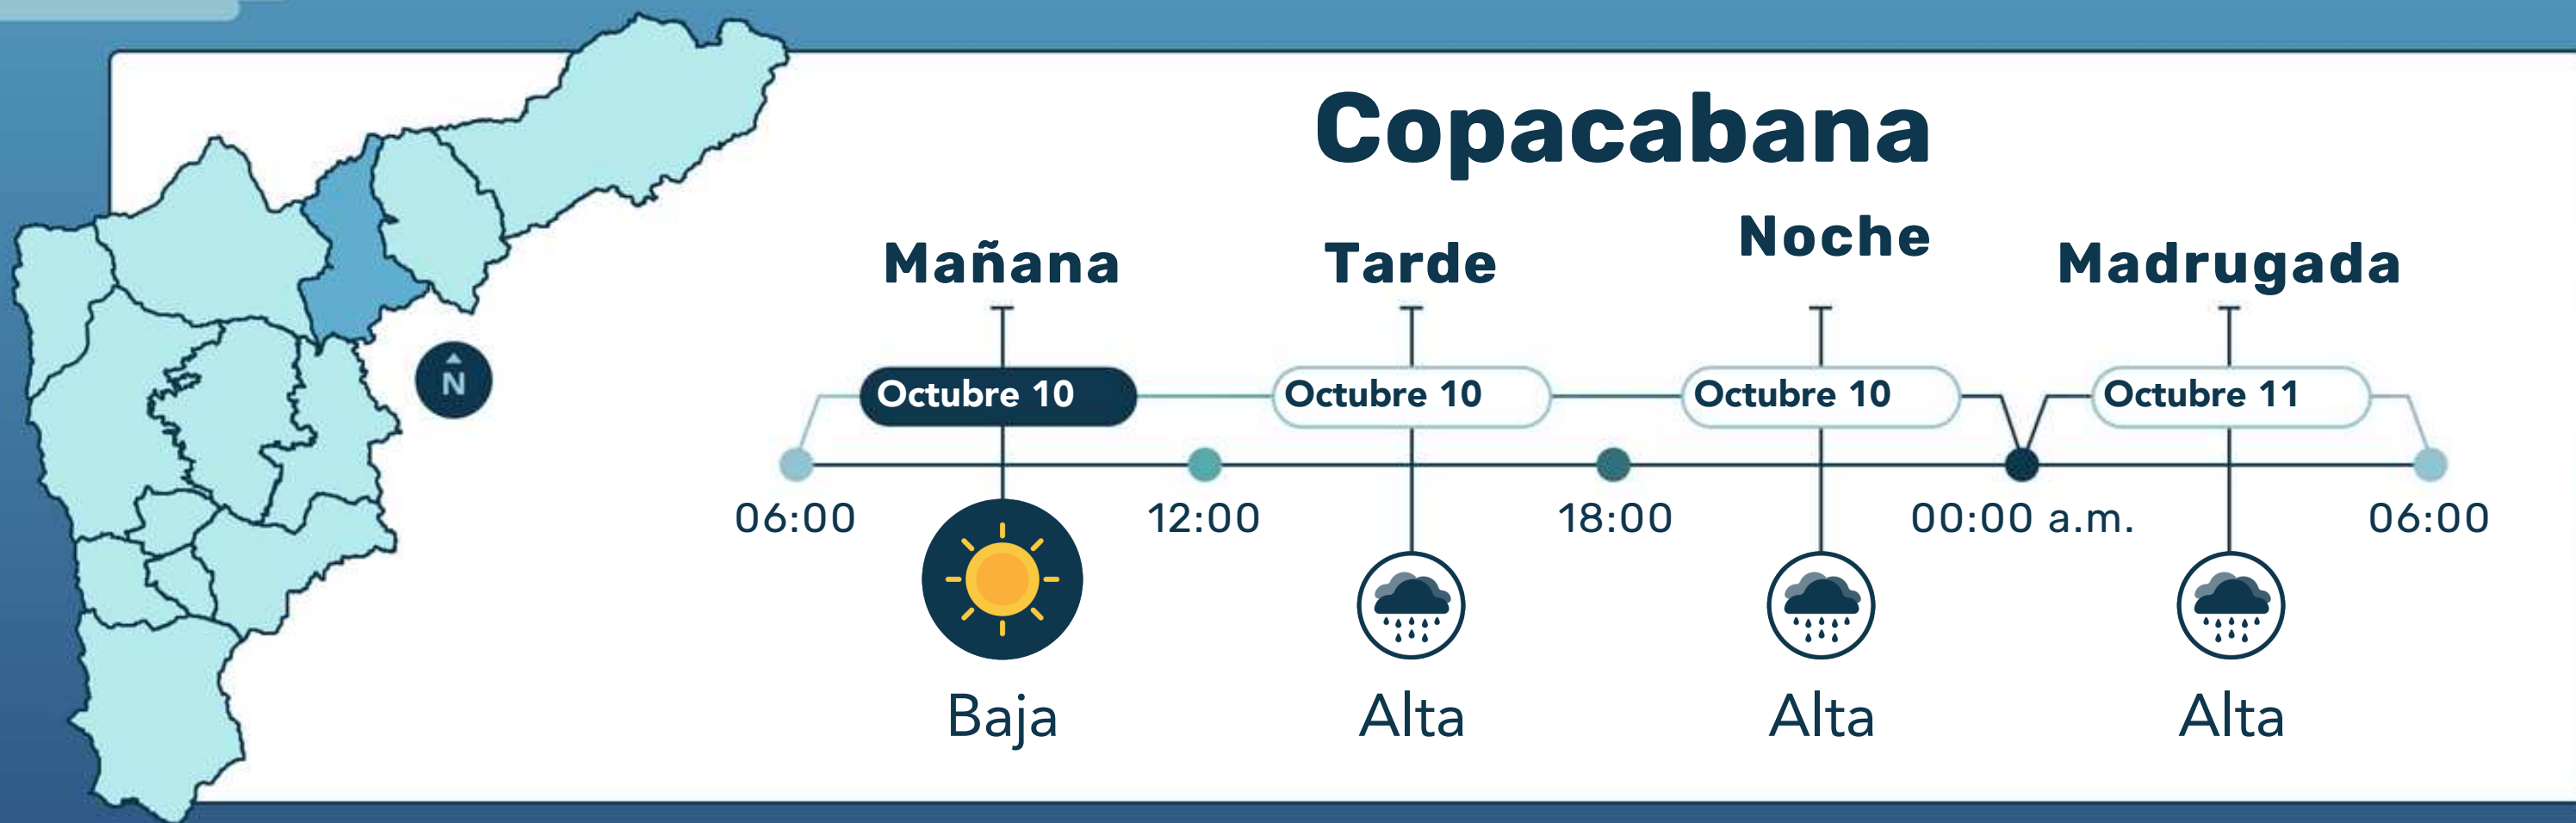 Copacabana
Mañana
Tarde
Noche
Madrugada
Octubre 10
Octubre 10
Octubre 10
Octubre 11
N
06:00
12:00
18:00
00:00 a.m.
06:00
Baja
Alta
Alta
Alta